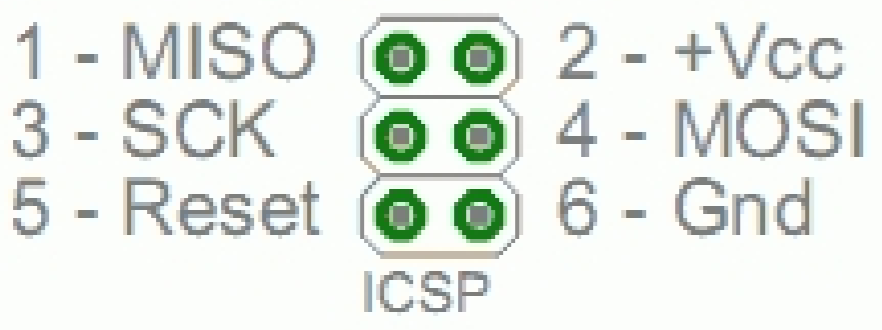 1 - MISO 2 - +Vcc
3 - SCK 4 - MOSI
5 - Reset 6 - Gnd
ICSP